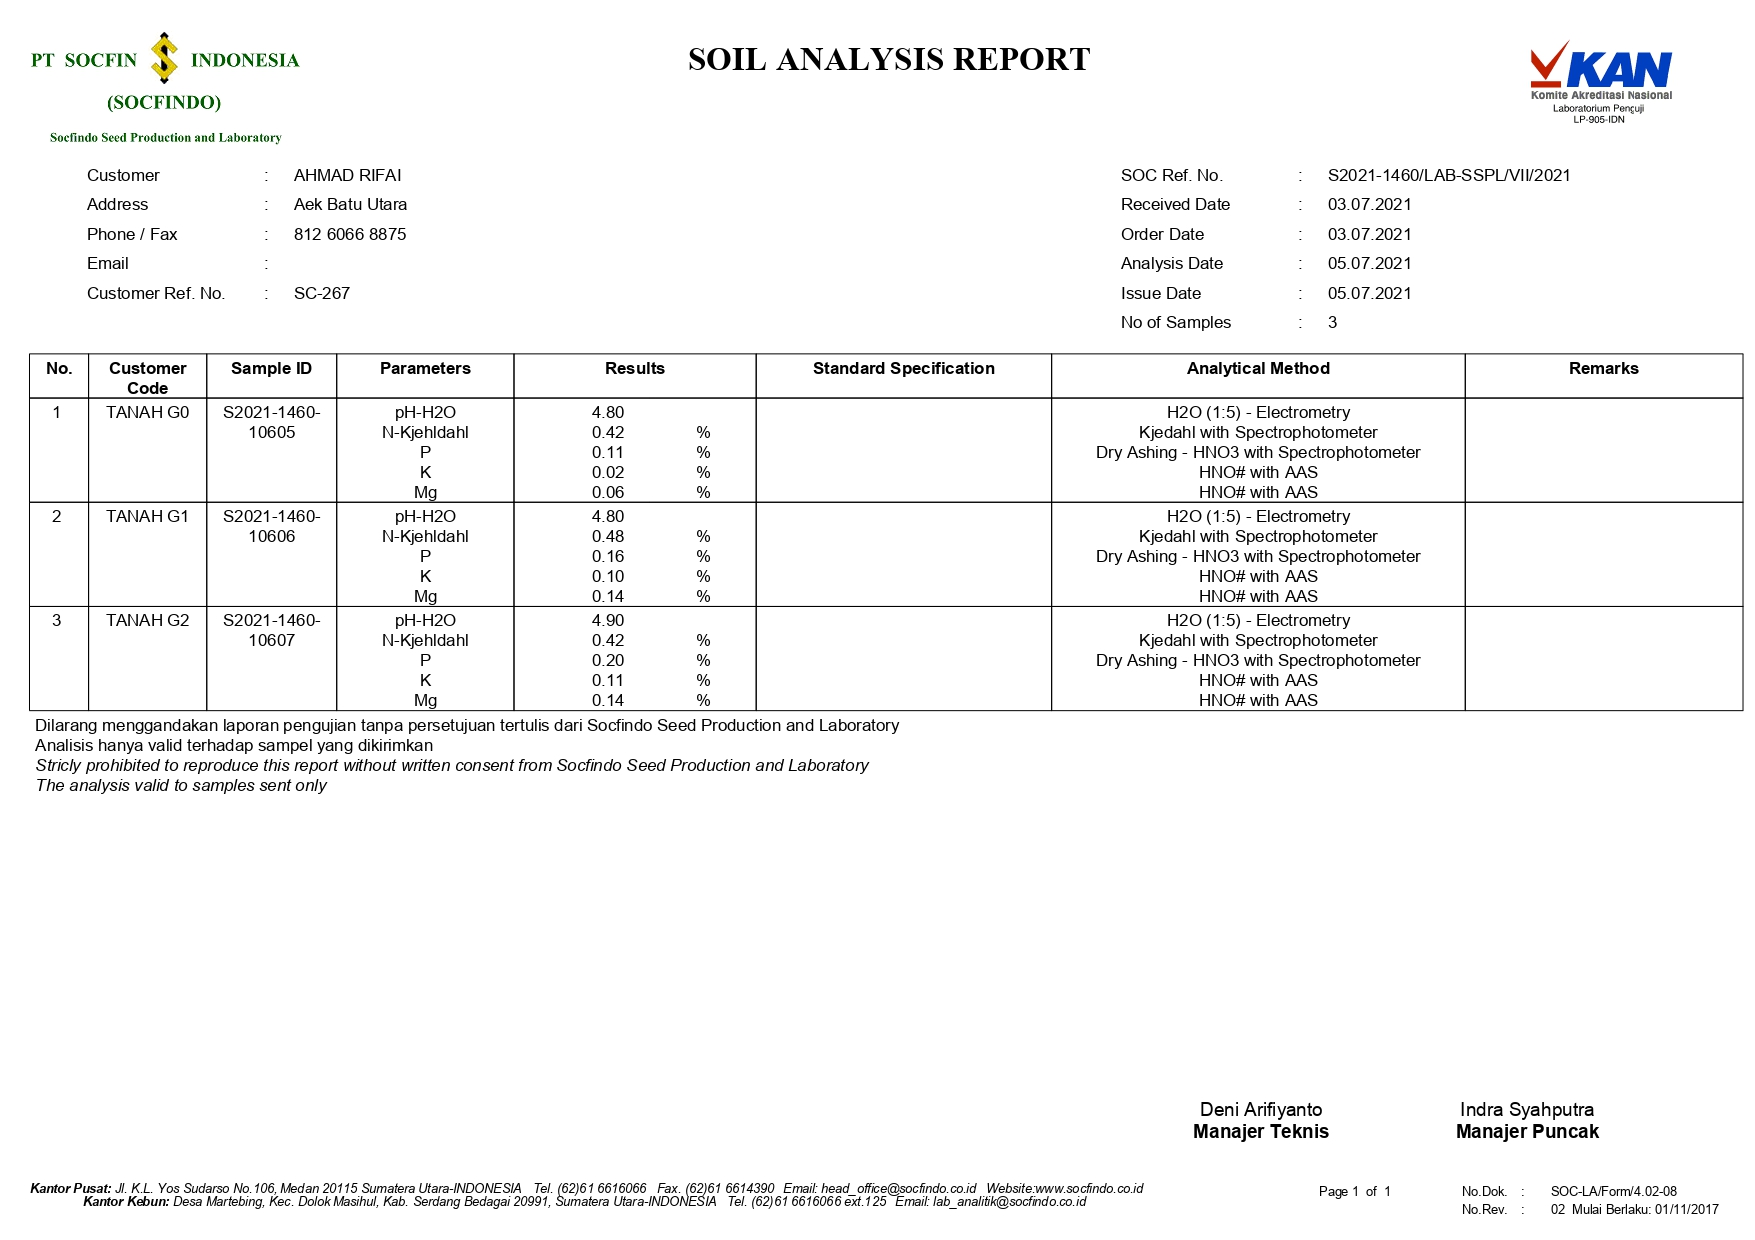 PT SOCFIN INDONESIA
(SOCFINDO)
Socfindo Seed Production and Laboratory
SOIL ANALYSIS REPORT
KAN
Komite Akreditasi Nasional
Laboratorium Penguji
LP-905-IDN
Customer : AHMAD RIFAI
Address : Aek Batu Utara
Phone / Fax : 812 6066 8875
Email :
Customer Ref. No. : SC-267
SOC Ref. No. : S2021-1460/LAB-SSPL/VII/2021
Received Date : 03.07.2021
Order Date : 03.07.2021
Analysis Date : 05.07.2021
Issue Date : 05.07.2021
No of Samples : 3
No. Customer Code Sample ID Parameters Results Standard Specification Analytical Method Remarks
1 TANAH G0 S2021-1460- pH-H2O 4.80 H2O (1:5) - Electrometry
10605 N-Kjehldahl 0.42 % Kjedahl with Spectrophotometer
P 0.11 % Dry Ashing - HNO3 with Spectrophotometer
K 0.02 % HNO# with AAS
Mg 0.06 % HNO# with AAS
2 TANAH G1 S2021-1460- pH-H2O 4.80 H2O (1:5) - Electrometry
10606 N-Kjehldahl 0.48 % Kjedahl with Spectrophotometer
P 0.16 % Dry Ashing - HNO3 with Spectrophotometer
K 0.10 % HNO# with AAS
Mg 0.14 % HNO# with AAS
3 TANAH G2 S2021-1460- pH-H2O 4.90 H2O (1:5) - Electrometry
10607 N-Kjehldahl 0.42 % Kjedahl with Spectrophotometer
P 0.20 % Dry Ashing - HNO3 with Spectrophotometer
K 0.11 % HNO# with AAS
Mg 0.14 % HNO# with AAS
Dilarang menggandakan laporan pengujian tanpa persetujuan tertulis dari Socfindo Seed Production and Laboratory
Analisis hanya valid terhadap sampel yang dikirimkan
Stricly prohibited to reproduce this report without written consent from Socfindo Seed Production and Laboratory
The analysis valid to samples sent only
Deni Arifiyanto Indra Syahputra
Manajer Teknis Manajer Puncak
Kantor Pusat: Jl. K.L. Yos Sudarso No.106, Medan 20115 Sumatera Utara-INDONESIA Tel. (62)61 6616066 Fax. (62)61 6614390 Email: head_office@socfindo.co.id Website:www.socfindo.co.id
Kantor Kebun: Desa Martebing, Kec. Dolok Masihul, Kab. Serdang Bedagai 20991, Sumatera Utara-INDONESIA Tel. (62)61 6616066 ext.125 Email: lab_analitik@socfindo.co.id
Page 1 of 1
No.Dok. : SOC-LA/Form/4.02-08
No.Rev. : 02 Mulai Berlaku: 01/11/2017